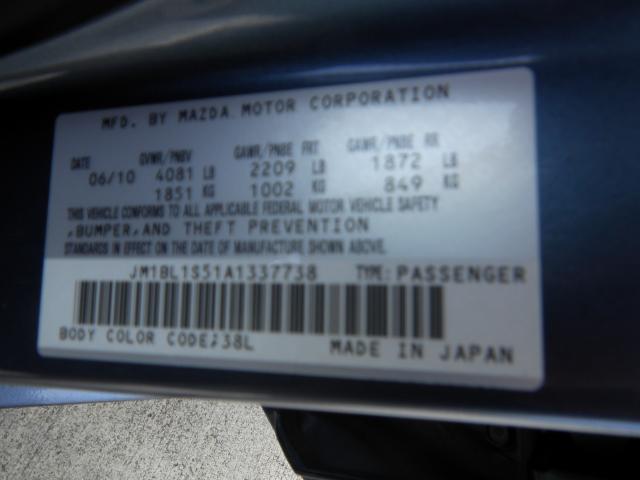 MFD. BY MAZDA MOTOR CORPORATION
DATE GVWR/PNBV GAWR/PNBE FRT GAWR/PNBE RR
06/10 4081 LB 2209 LB 1872 LB
1851 KG 1002 KG 849 KG
THIS VEHICLE CONFORMS TO ALL APPLICABLE FEDERAL MOTOR VEHICLE SAFETY
,BUMPER,AND THEFT PREVENTION
STANDARDS IN EFFECT ON THE DATE OF MANUFACTURE SHOWN ABOVE.
JM1BL1S51A1337738 TYPE:PASSENGER
BODY COLOR CODE:38L MADE IN JAPAN